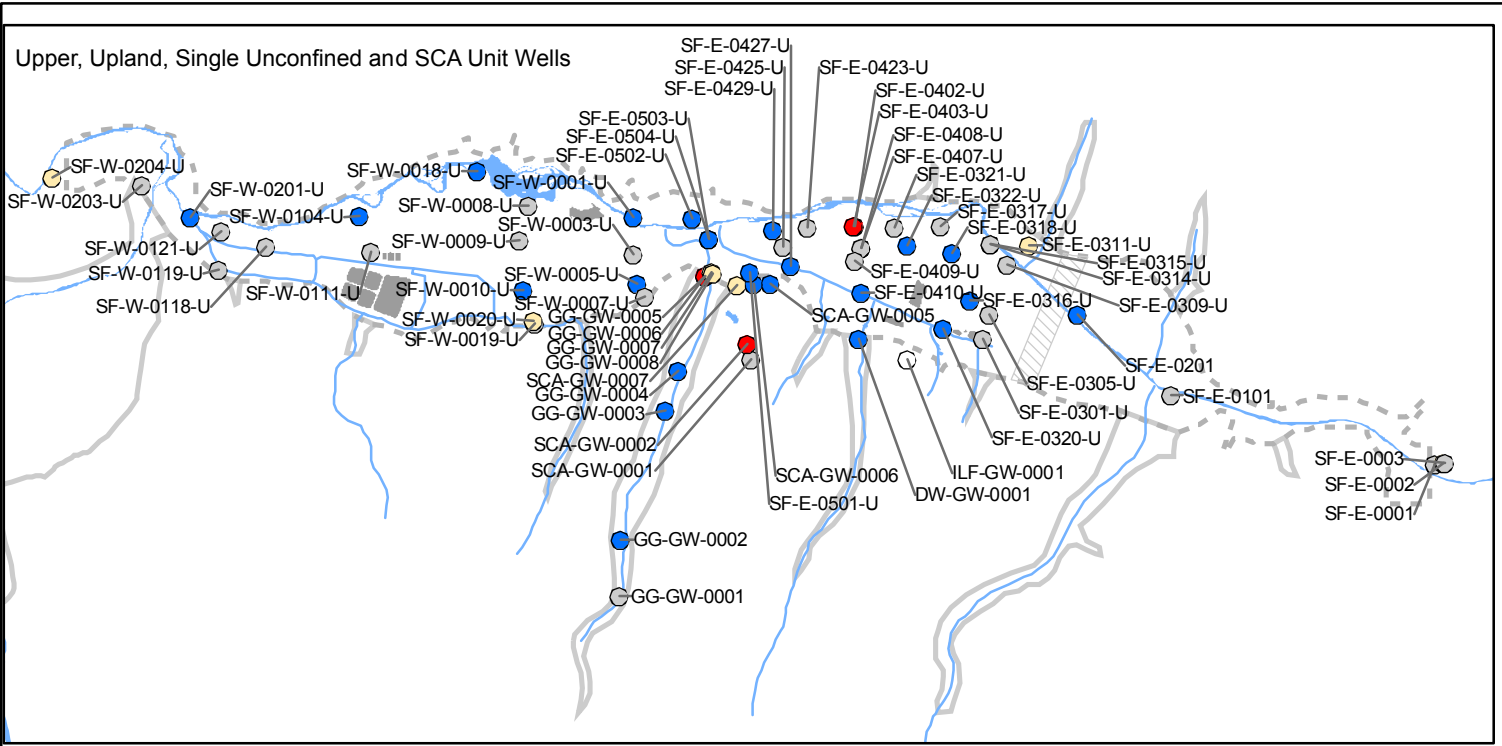 Upper, Upland, Single Unconfined and SCA Unit Wells
SF-E-0427-U
SF-E-0425-U
SF-E-0429-U
SF-E-0423-U
SF-E-0402-U
SF-E-0403-U
SF-E-0408-U
SF-E-0407-U
SF-E-0321-U
SF-E-0322-U
SF-E-0317-U
SF-E-0318-U
SF-E-0503-U
SF-E-0504-U
SF-E-0502-U
SF-W-0204-U
SF-W-0203-U
SF-W-0201-U
SF-W-0018-U
SF-W-0001-U
SF-W-0104-U
SF-W-0008-U
SF-W-0003-U
SF-W-0009-U
SF-W-0121-U
SF-W-0119-U
SF-W-0118-U
SF-W-0111-U
SF-W-0005-U
SF-W-0010-U
SF-W-0007-U
SF-W-0020-U
SF-W-0019-U
GG-GW-0005
GG-GW-0006
GG-GW-0007
GG-GW-0008
SCA-GW-0007
GG-GW-0004
GG-GW-0003
SCA-GW-0002
SCA-GW-0001
GG-GW-0002
GG-GW-0001
SF-E-0311-U
SF-E-0315-U
SF-E-0314-U
SF-E-0309-U
SF-E-0409-U
SF-E-0410-U
SF-E-0316-U
SCA-GW-0005
SF-E-0201
SF-E-0305-U
SF-E-0101
SF-E-0301-U
SF-E-0320-U
ILF-GW-0001
SCA-GW-0006
DW-GW-0001
SF-E-0501-U
SF-E-0003
SF-E-0002
SF-E-0001